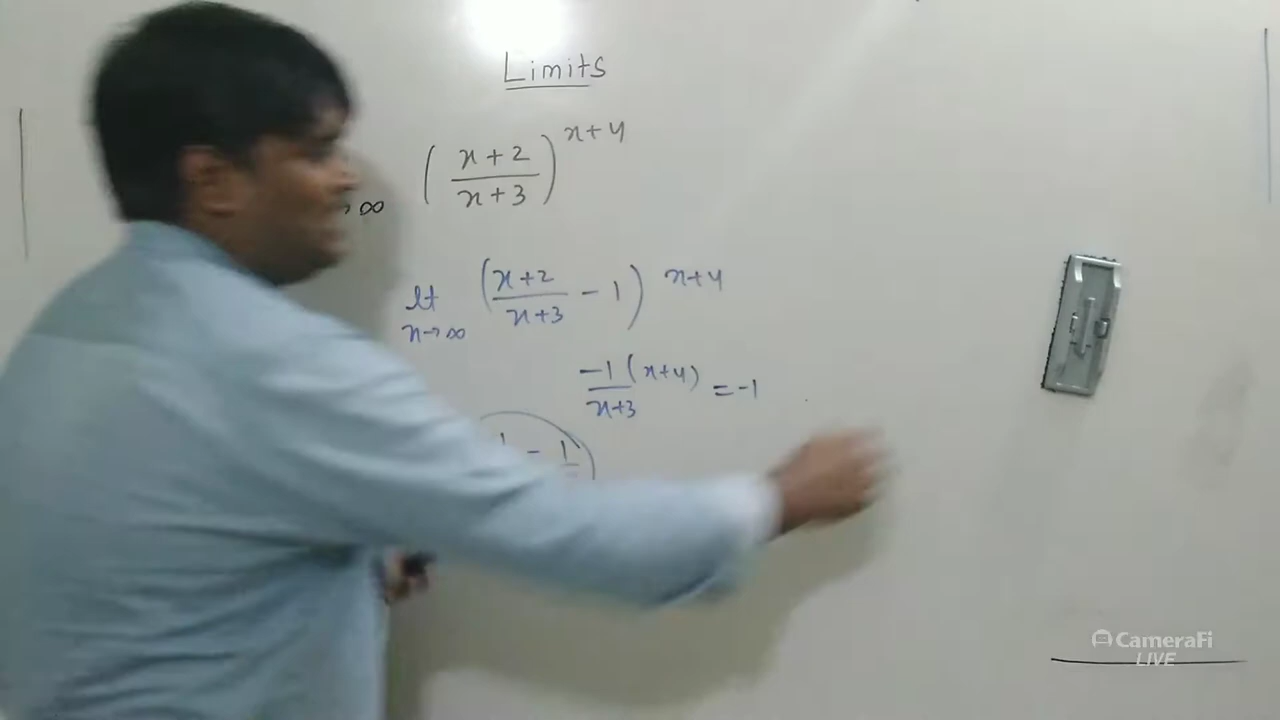 Limits
→∞ (x+2/x+3)^x+4
lt x→∞ (x+2/x+3 - 1) x+4
-1/x+3 (x+4) = -1
1 - 1
CameraFi
LIVE